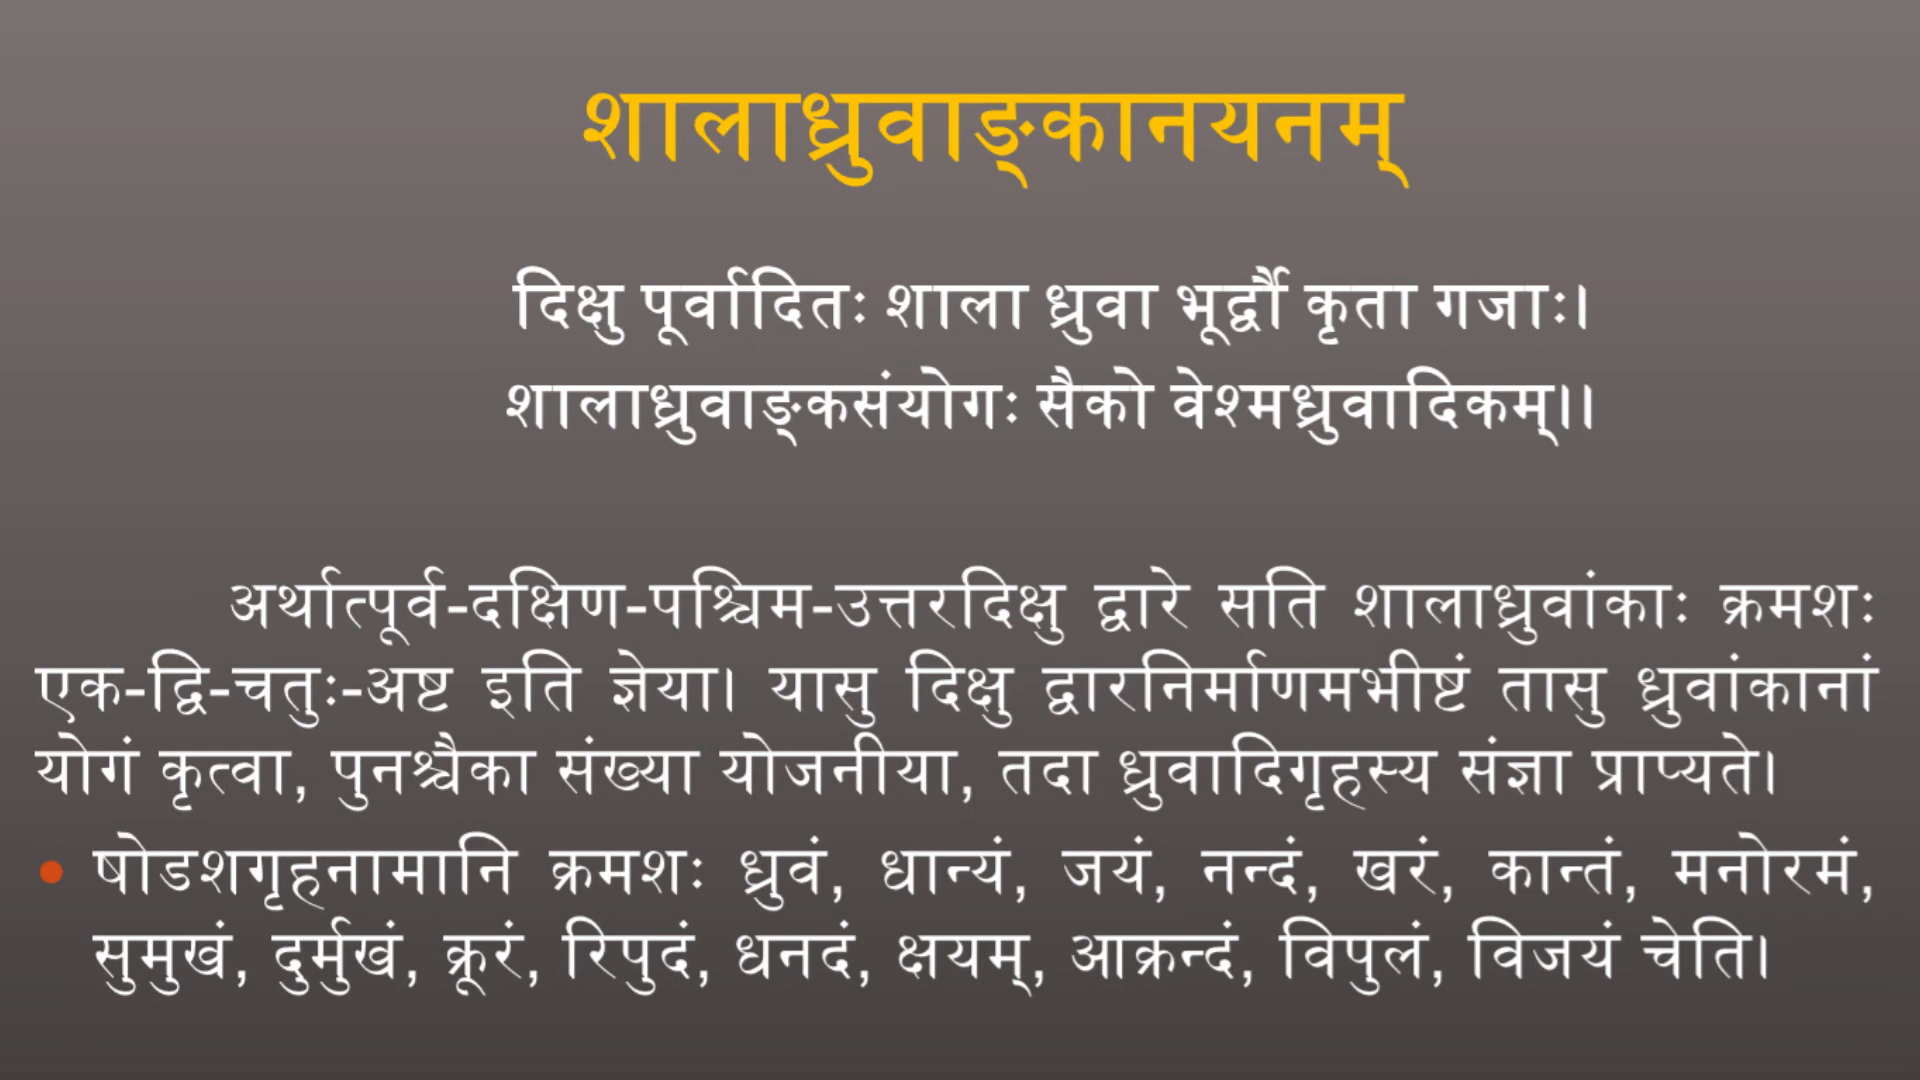 शालाध्रुवाङ्कानयनम्
दिक्षु पूर्वादितः शाला ध्रुवा भूर्द्वौ कृता गजाः।
शालाध्रुवाङ्कसंयोगः सैको वेश्मध्रुवादिकम्।।
अर्थात्पूर्व-दक्षिण-पश्चिम-उत्तरदिक्षु द्वारे सति शालाध्रुवांकाः क्रमशः
एक-द्वि-चतुः-अष्ट इति ज्ञेया। यासु दिक्षु द्वारनिर्माणमभीष्टं तासु ध्रुवांकानां
योगं कृत्वा, पुनश्चैका संख्या योजनीया, तदा ध्रुवादिगृहस्य संज्ञा प्राप्यते।
• षोडशगृहनामानि क्रमशः ध्रुवं, धान्यं, जयं, नन्दं, खरं, कान्तं, मनोरमं,
सुमुखं, दुर्मुखं, क्रूरं, रिपुदं, धनदं, क्षयम्, आक्रन्दं, विपुलं, विजयं चेति।